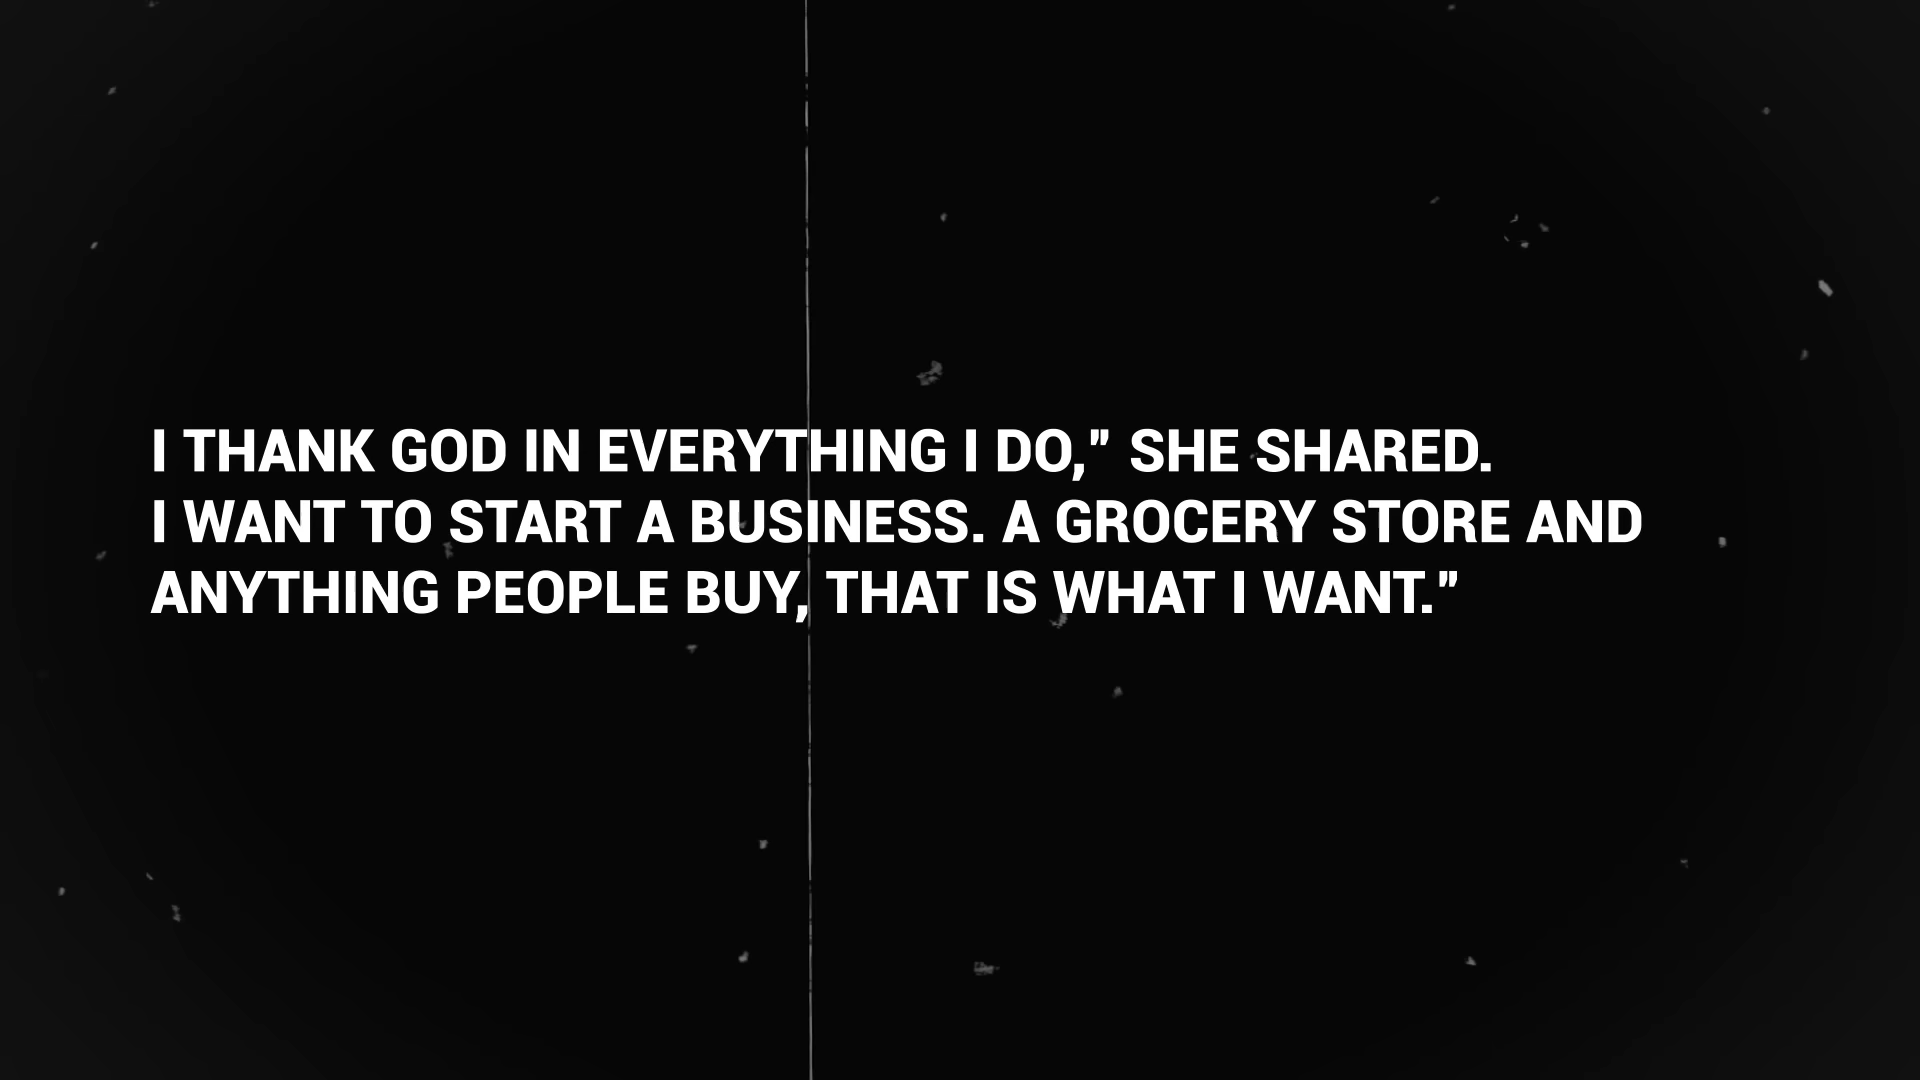 I THANK GOD IN EVERYTHING I DO,” SHE SHARED.
I WANT TO START A BUSINESS. A GROCERY STORE AND
ANYTHING PEOPLE BUY, THAT IS WHAT I WANT.”